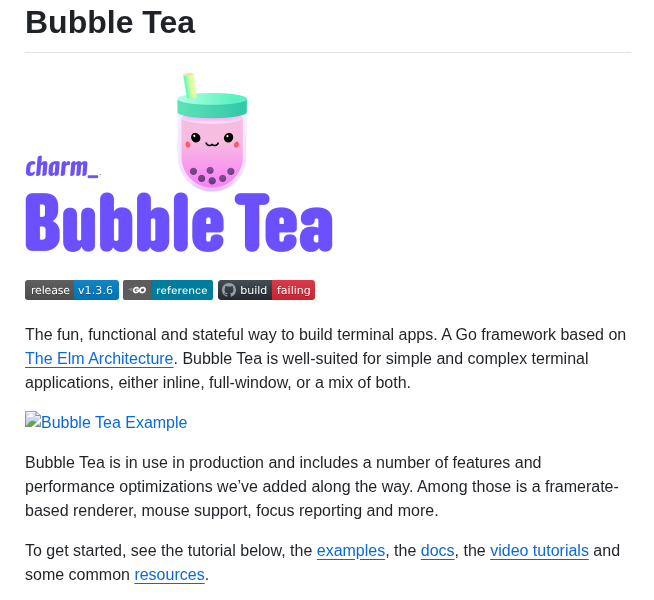 Bubble Tea
charm_
Bubble Tea
release v1.3.6 GO reference build failing
The fun, functional and stateful way to build terminal apps. A Go framework based on
The Elm Architecture. Bubble Tea is well-suited for simple and complex terminal
applications, either inline, full-window, or a mix of both.
Bubble Tea Example
Bubble Tea is in use in production and includes a number of features and
performance optimizations we’ve added along the way. Among those is a framerate-
based renderer, mouse support, focus reporting and more.
To get started, see the tutorial below, the examples, the docs, the video tutorials and
some common resources.